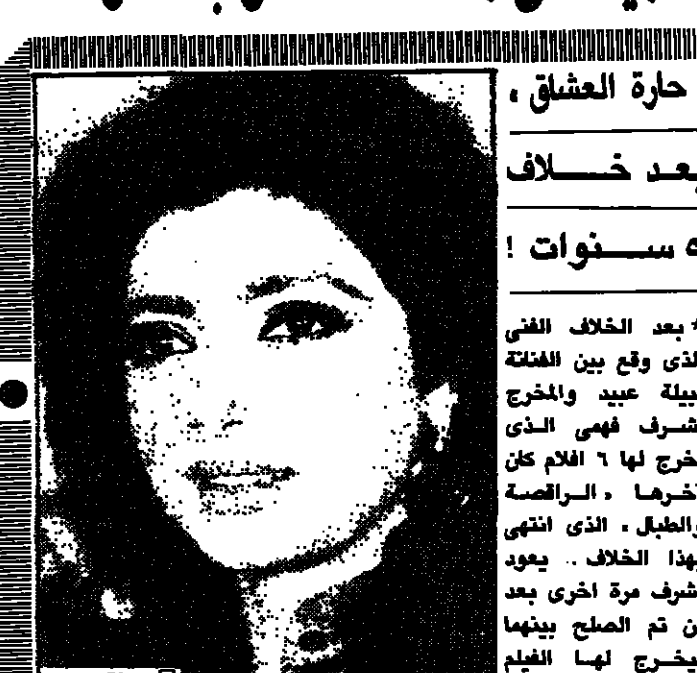 حارة العشاق ،
بعد خلاف
٥ سنوات !
بعد الخلاف الفنى
الذى وقع بين الفنانة
نبيلة عبيد والمخرج
اشرف فهمى الذى
اخرج لها ٦ افلام كان
آخرها ، الراقصة
والطبال ، الذى انتهى
بهذا الخلاف .. يعود
اشرف مرة اخرى بعد
ان تم الصلح بينهما
ليخرج لها الفيلم